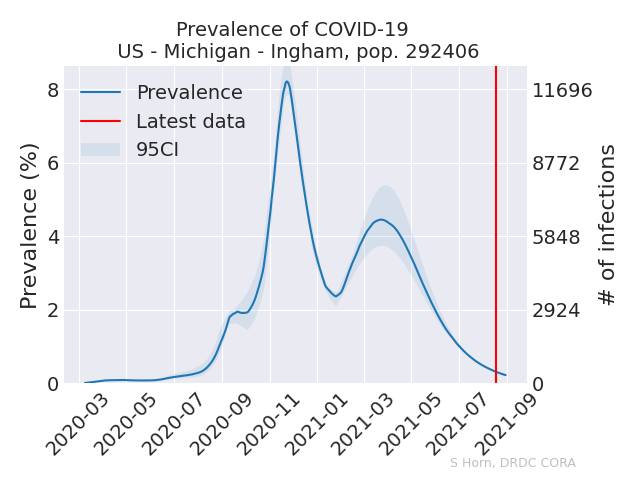 Prevalence of COVID-19
US - Michigan - Ingham, pop. 292406
Prevalence
Latest data
95CI
Prevalence (%)
8
6
4
2
0
11696
8772
5848
2924
0
# of infections
2020-03
2020-05
2020-07
2020-09
2020-11
2021-01
2021-03
2021-05
2021-07
2021-09
S Horn, DRDC CORA